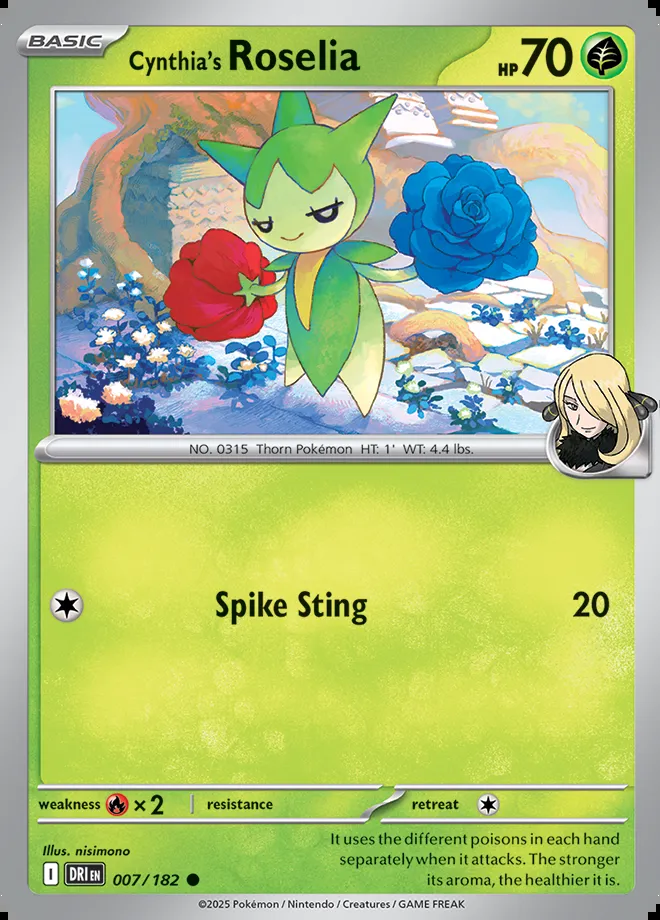 BASIC
Cynthia's Roselia
HP 70
NO. 0315 Thorn Pokémon HT: 1' WT: 4.4 lbs.
Spike Sting 20
weakness ×2 resistance retreat
Illus. nisimono
It uses the different poisons in each hand
separately when it attacks. The stronger
its aroma, the healthier it is.
I DRI EN 007/182
©2025 Pokémon / Nintendo / Creatures / GAME FREAK